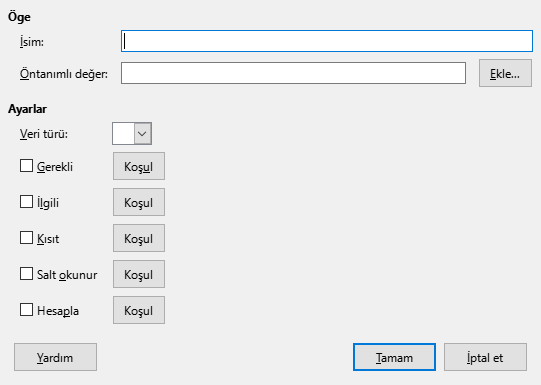 Öge
İsim:
Öntanımlı değer:
Ekle...
Ayarlar
Veri türü:
Gerekli Koşul
İlgili Koşul
Kısıt Koşul
Salt okunur Koşul
Hesapla Koşul
Yardım Tamam İptal et